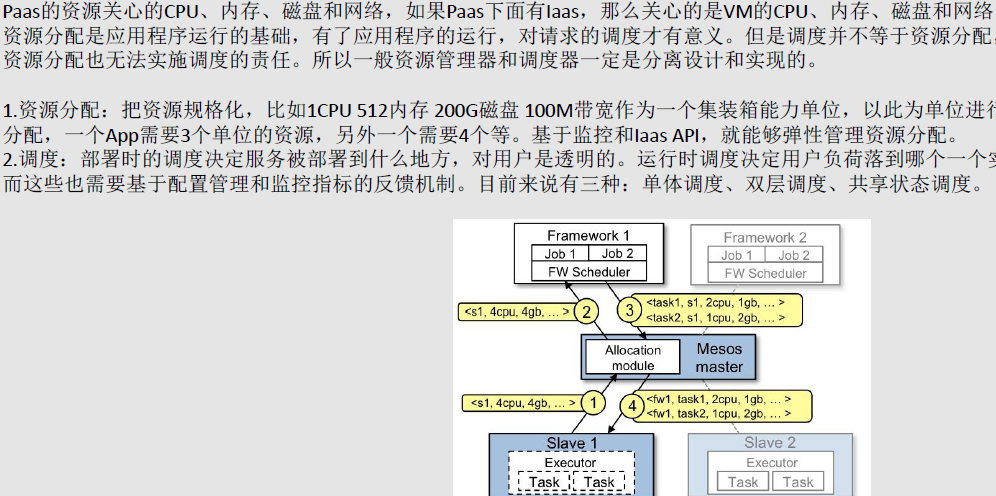 Paas的资源关心的CPU、内存、磁盘和网络，如果Paas下面有Iaas，那么关心的是VM的CPU、内存、磁盘和网络
资源分配是应用程序运行的基础，有了应用程序的运行，对请求的调度才有意义。但是调度并不等于资源分配，
资源分配也无法实施调度的责任。所以一般资源管理器和调度器一定是分离设计和实现的。
1.资源分配：把资源规格化，比如1CPU 512内存 200G磁盘 100M带宽作为一个集装箱能力单位，以此为单位进行
分配，一个App需要3个单位的资源，另外一个需要4个等。基于监控和Iaas API，就能够弹性管理资源分配。
2.调度：部署时的调度决定服务被部署到什么地方，对用户是透明的。运行时调度决定用户负荷落到哪个一个实
而这些也需要基于配置管理和监控指标的反馈机制。目前来说有三种：单体调度、双层调度、共享状态调度。
Framework 1
Job 1 Job 2
FW Scheduler
Framework 2
Job 1 Job 2
FW Scheduler
<s1, 4cpu, 4gb, ... > 2
3 <task1, s1, 2cpu, 1gb, ... >
<task2, s1, 1cpu, 2gb, ... >
Allocation
module
Mesos
master
<s1, 4cpu, 4gb, ... > 1
4 <fw1, task1, 2cpu, 1gb, ... >
<fw1, task2, 1cpu, 2gb, ... >
Slave 1
Executor
Task Task
Slave 2
Executor
Task Task